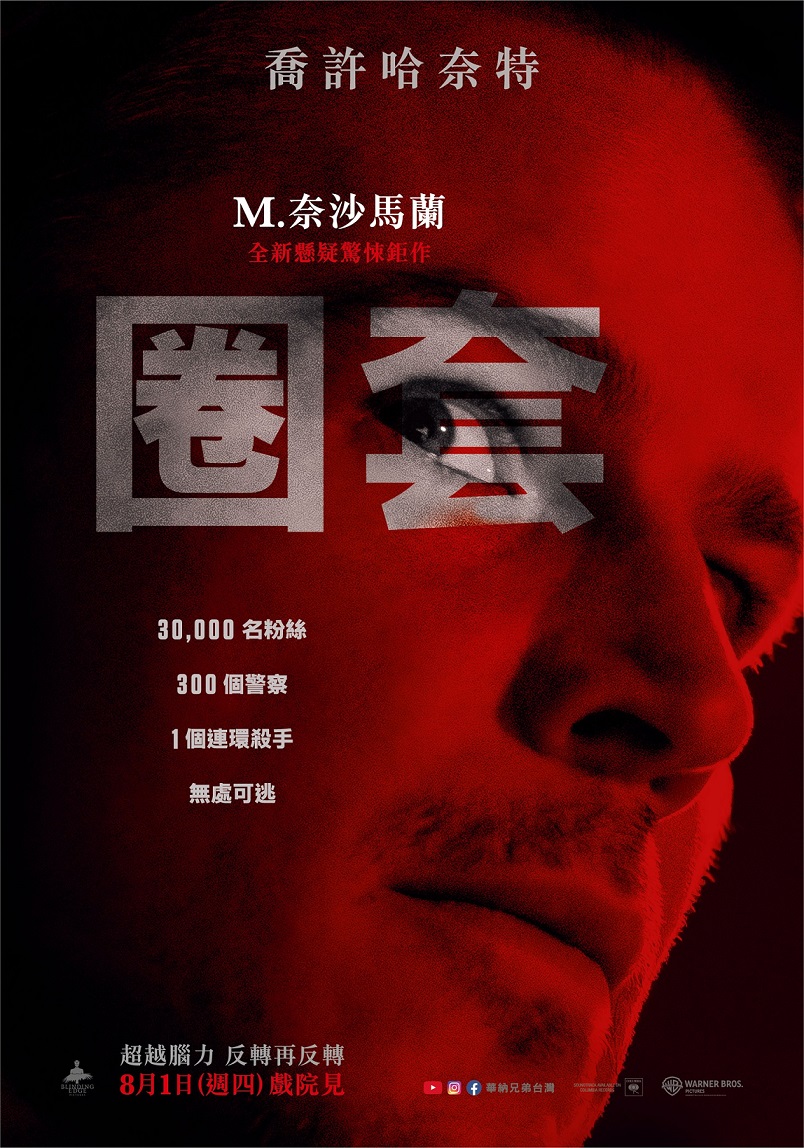 喬許哈奈特
M.奈沙馬蘭
全新懸疑驚悚鉅作
圈套
30,000 名粉絲
300 個警察
1個連環殺手
無處可逃
超越腦力 反轉再反轉
8月1日(週四)戲院見
BLINDING
EDGE
華納兄弟台灣
WARNER BROS.
PICTURES